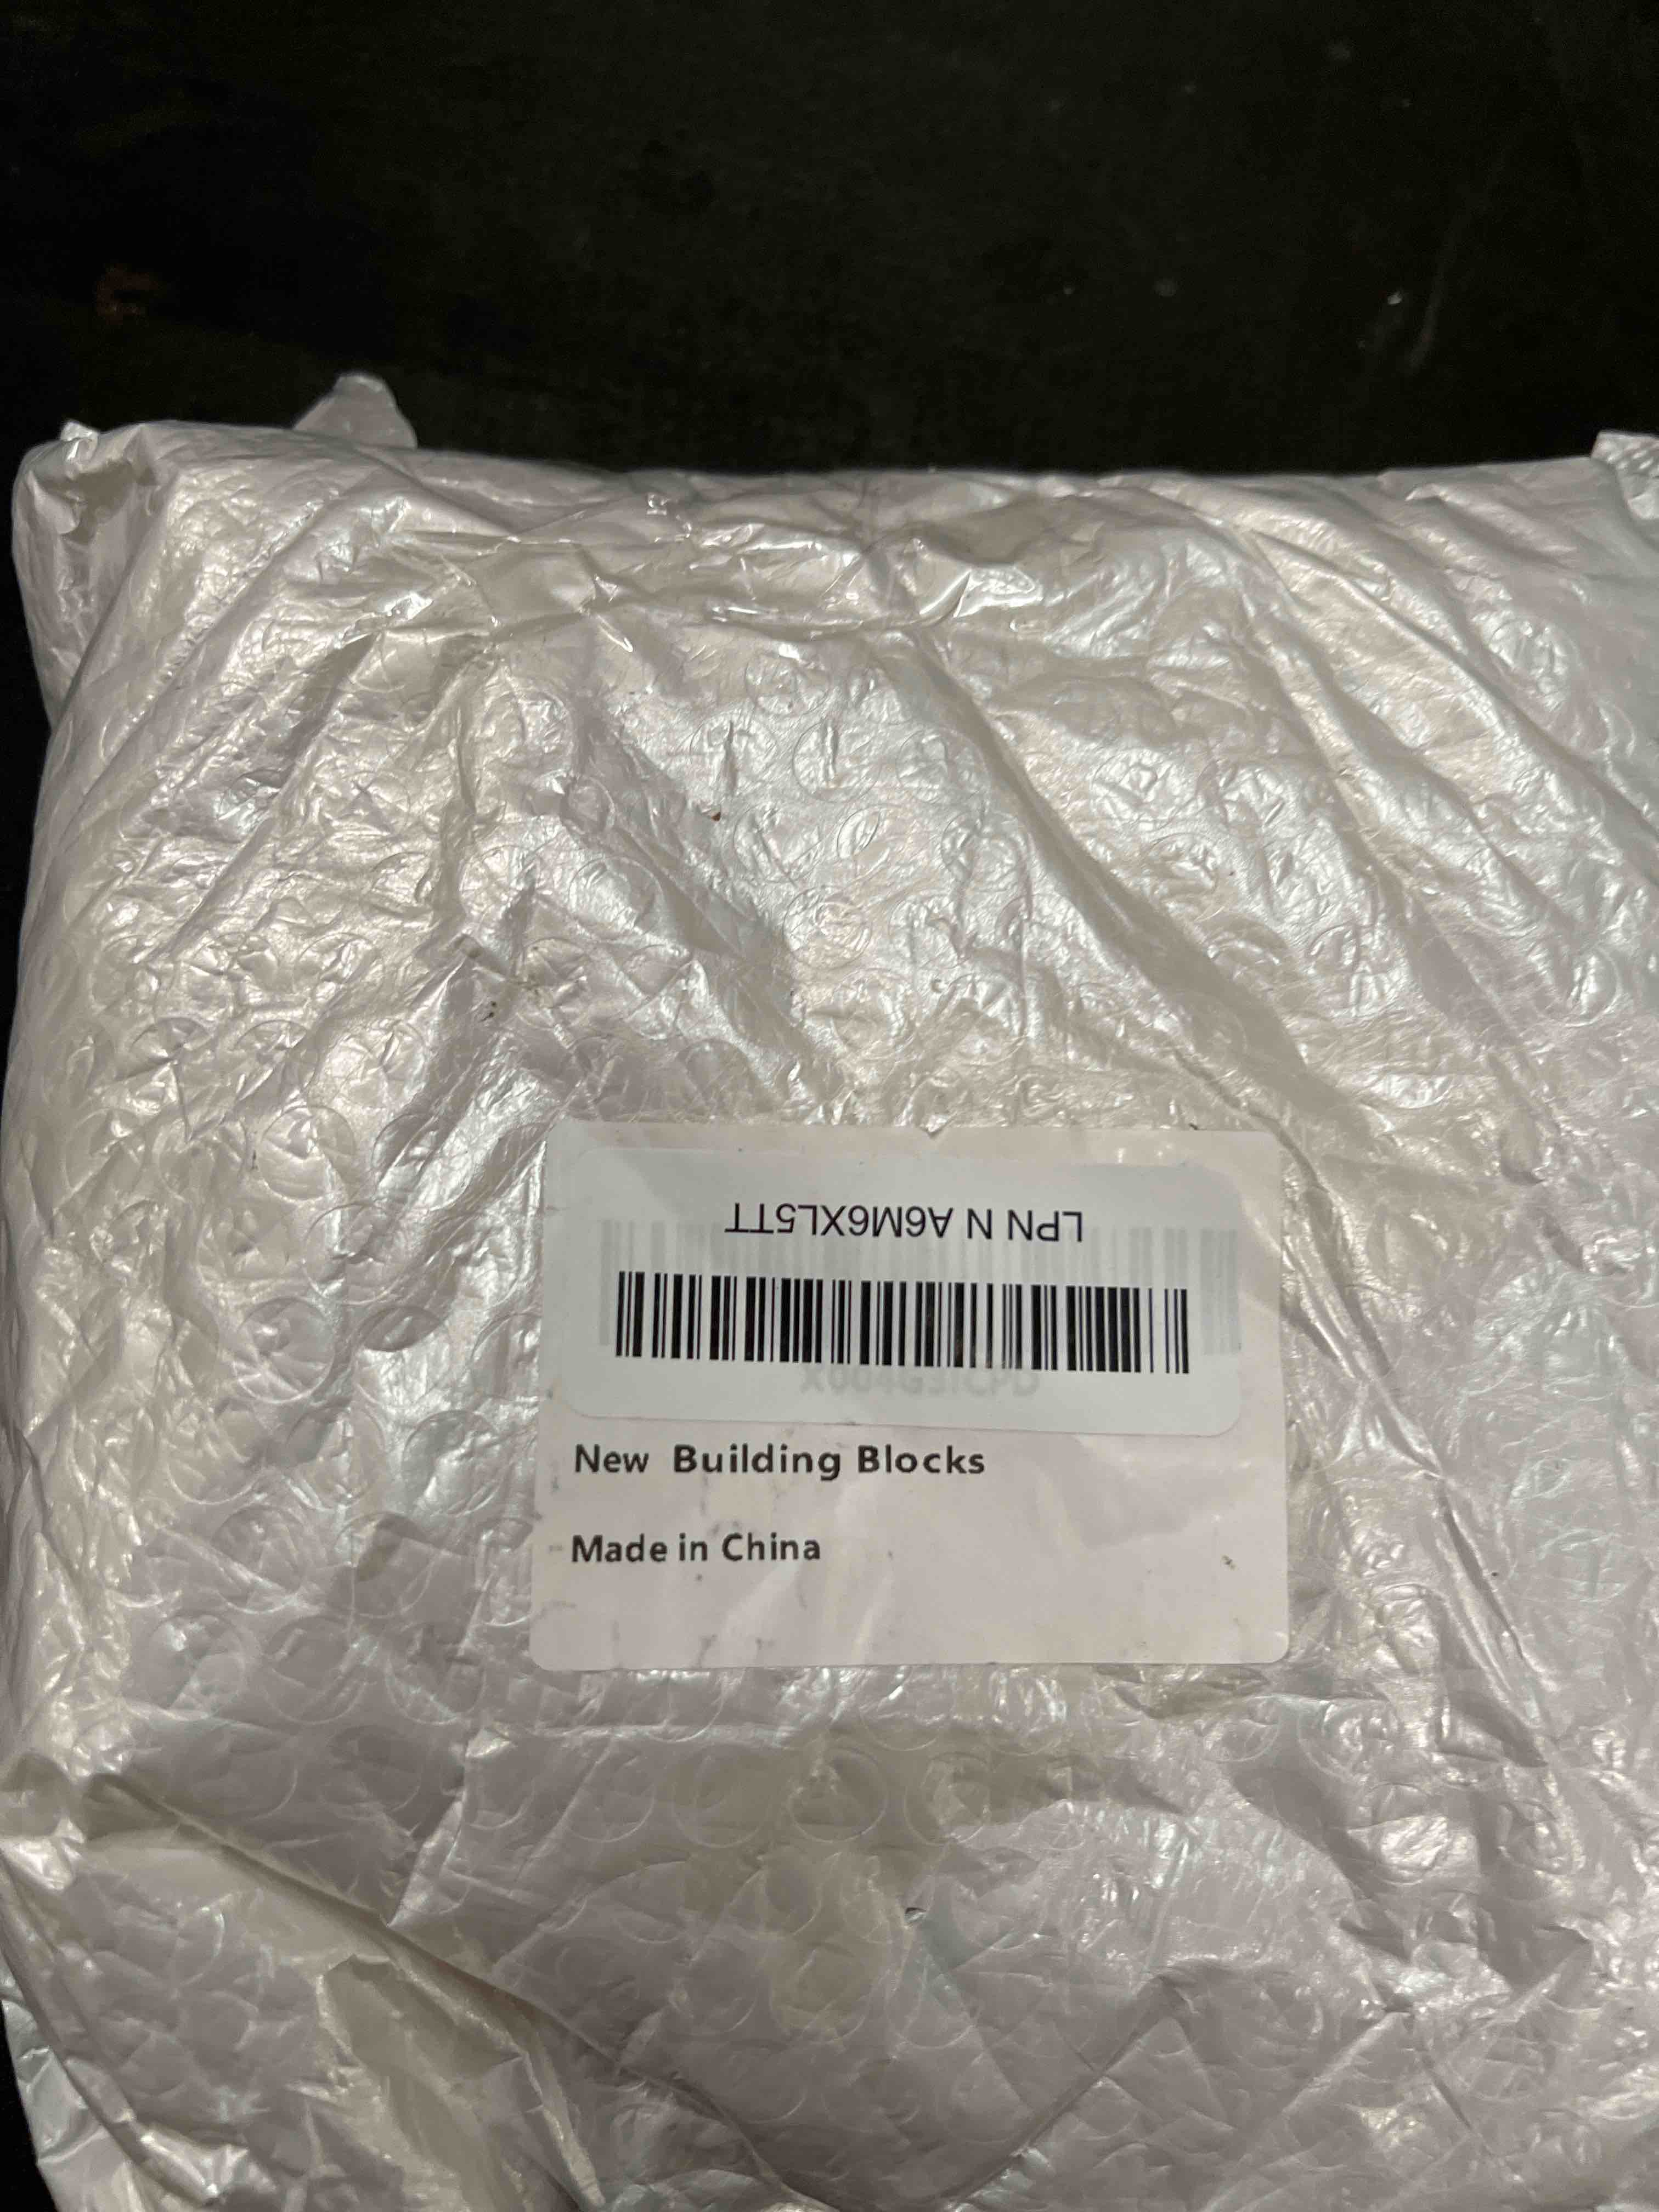 LPN N A6M6XL5TT
New Building Blocks
Made in China